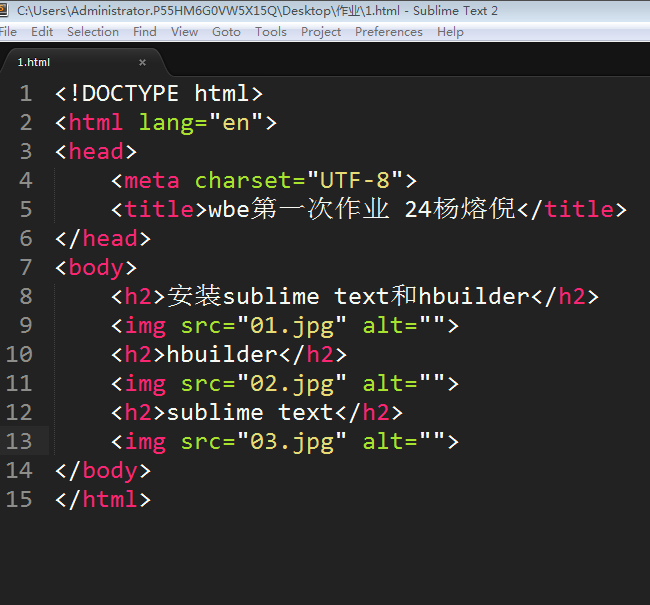 C:\Users\Administrator.P55HM6G0VW5X15Q\Desktop\作业\1.html - Sublime Text 2
File Edit Selection Find View Goto Tools Project Preferences Help
1.html ×
1 <!DOCTYPE html>
2 <html lang="en">
3 <head>
4 <meta charset="UTF-8">
5 <title>wbe第一次作业 24杨熔倪</title>
6 </head>
7 <body>
8 <h2>安装sublime text和hbuilder</h2>
9 <img src="01.jpg" alt="">
10 <h2>hbuilder</h2>
11 <img src="02.jpg" alt="">
12 <h2>sublime text</h2>
13 <img src="03.jpg" alt="">
14 </body>
15 </html>